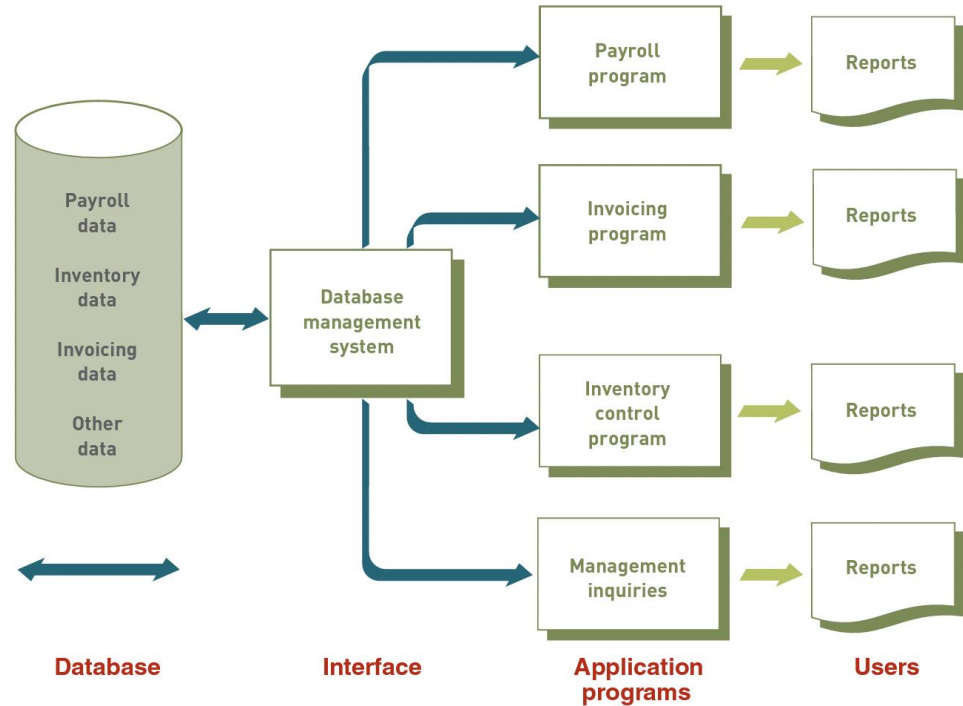 Payroll
data
Inventory
data
Invoicing
data
Other
data
Database
management
system
Payroll
program
Reports
Invoicing
program
Reports
Inventory
control
program
Reports
Management
inquiries
Reports
Database
Interface
Application
programs
Users